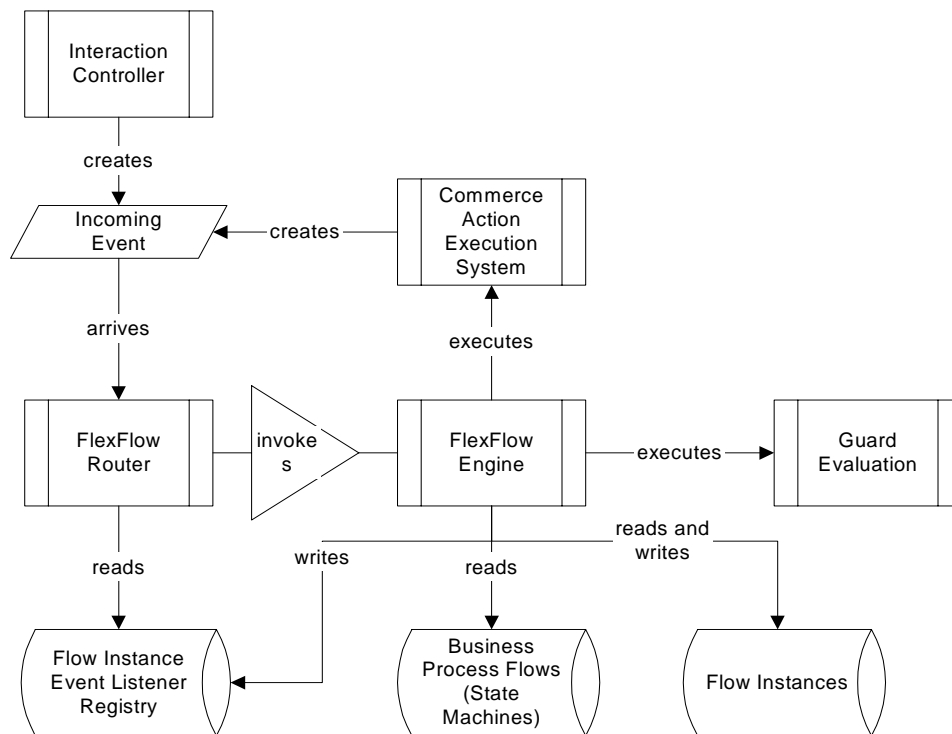 Interaction
Controller
creates
Incoming
Event
creates
Commerce
Action
Execution
System
arrives
executes
FlexFlow
Router
invoke
s
FlexFlow
Engine
executes
Guard
Evaluation
reads
writes
reads
reads and
writes
Flow Instance
Event Listener
Registry
Business
Process Flows
(State
Machines)
Flow Instances